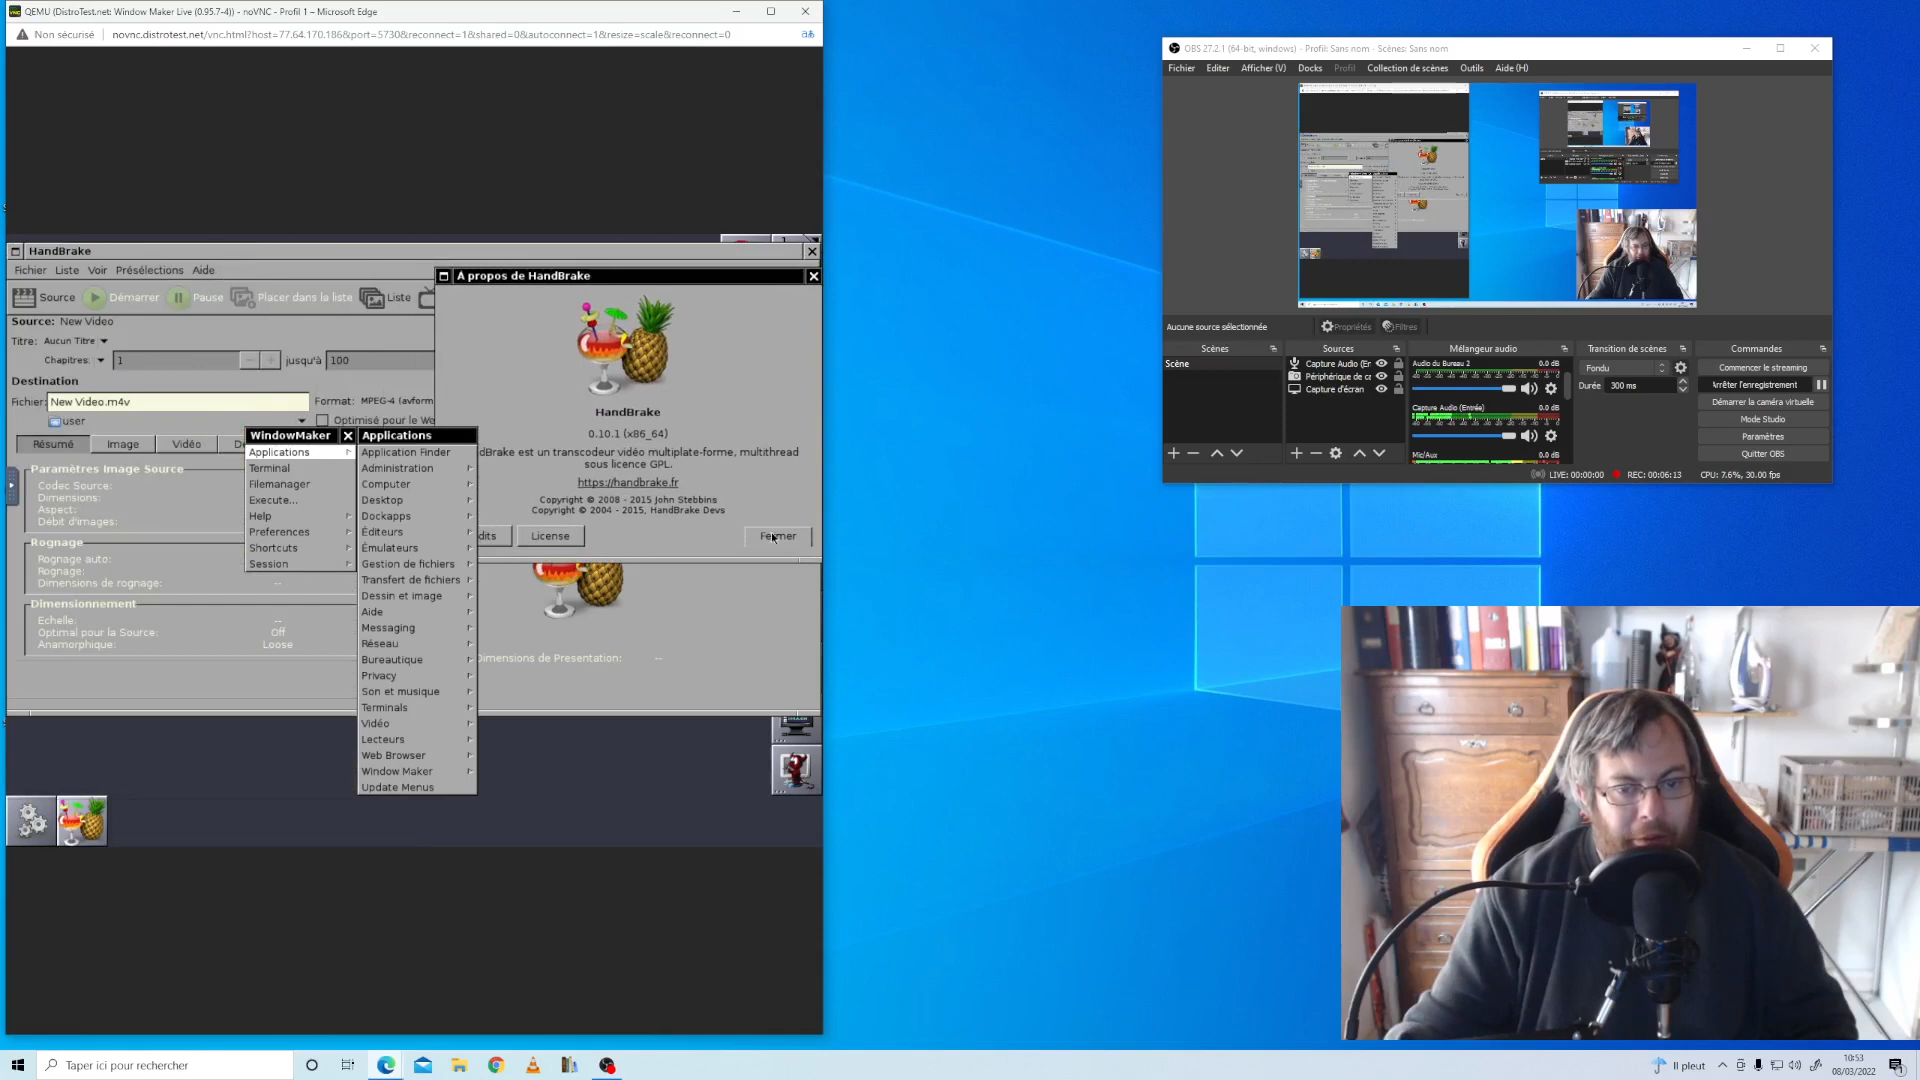 QEMU (DistroTest.net: Window Maker Live (0.95.7-4)) - noVNC - Profil 1 – Microsoft Edge
Non sécurisé
novnc.distrotest.net/vnc.html?host=77.64.170.186&port=5730&reconnect=1&shared=0&autoconnect=1&resize=scale&reconnect=0
HandBrake
Fichier Liste Voir Présélections Aide
Source Démarrer Pause Placer dans la liste Liste
Source: New Video
Titre: Aucun Titre
Chapitres: 1 jusqu'à 100
Destination
Fichier: New Video.m4v Format: MPEG-4 (avform
user Optimisé pour le We
Résumé Image Vidéo
Paramètres Image Source
Codec Source:
Dimensions:
Aspect:
Débit d'images:
Rognage
Rognage auto:
Rognage:
Dimensions de rognage: --
Dimensionnement
Echelle: --
Optimal pour la Source: Off
Anamorphique: Loose
Dimensions de Presentation: --
WindowMaker
Applications
Terminal
Filemanager
Execute...
Help
Preferences
Shortcuts
Session
Applications
Application Finder
Administration
Computer
Desktop
Dockapps
Éditeurs
Émulateurs
Gestion de fichiers
Transfert de fichiers
Dessin et image
Aide
Messaging
Réseau
Bureautique
Privacy
Son et musique
Terminals
Vidéo
Lecteurs
Web Browser
Window Maker
Update Menus
À propos de HandBrake
HandBrake
0.10.1 (x86_64)
dBrake est un transcodeur vidéo multiplate-forme, multithread
sous licence GPL.
https://handbrake.fr
Copyright © 2008 - 2015 John Stebbins
Copyright © 2004 - 2015, HandBrake Devs
dits License Fermer
OBS 27.2.1 (64-bit, windows) - Profil: Sans nom - Scènes: Sans nom
Fichier Editer Afficher (V) Docks Profil Collection de scènes Outils Aide (H)
Aucune source sélectionnée Propriétés Filtres
Scènes Sources Mélangeur audio Transition de scènes Commandes
Scène
Capture Audio (Er
Périphérique de ca
Capture d'écran
Audio du Bureau 2 0.0 dB
Capture Audio (Entrée) 0.0 dB
Mic/Aux 0.0 dB
Fondu
Durée 300 ms
Commencer le streaming
Arrêter l'enregistrement
Démarrer la caméra virtuelle
Mode Studio
Paramètres
Quitter OBS
LIVE: 00:00:00 REC: 00:06:13 CPU: 7.6%, 30.00 fps
Taper ici pour rechercher
Il pleut
10:53
08/03/2022